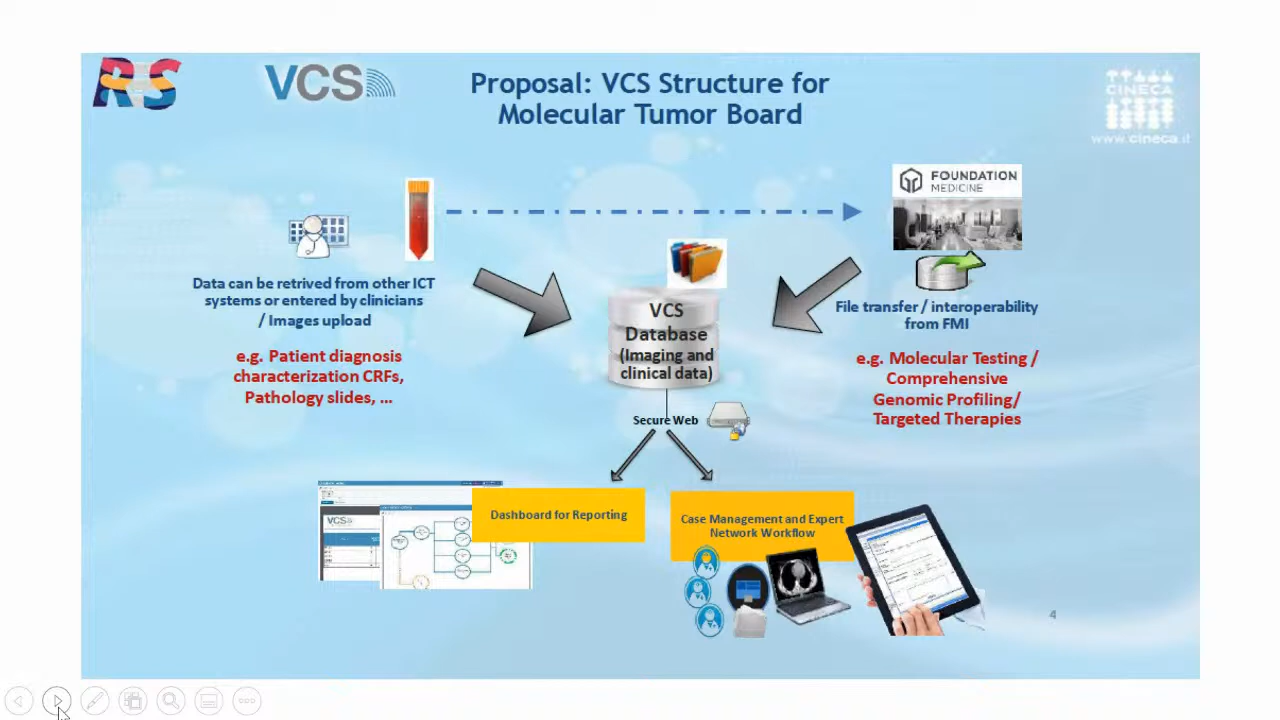 RIS
VCS
Proposal: VCS Structure for
Molecular Tumor Board
CINECA
www.cineca.it
FOUNDATION
MEDICINE
Data can be retrived from other ICT
systems or entered by clinicians
/ Images upload
e.g. Patient diagnosis
characterization CRFs,
Pathology slides, ...
VCS
Database
(Imaging and
clinical data)
File transfer / interoperability
from FMI
e.g. Molecular Testing /
Comprehensive
Genomic Profiling/
Targeted Therapies
Secure Web
VCS
Dashboard for Reporting
Case Management and Expert
Network Workflow
4